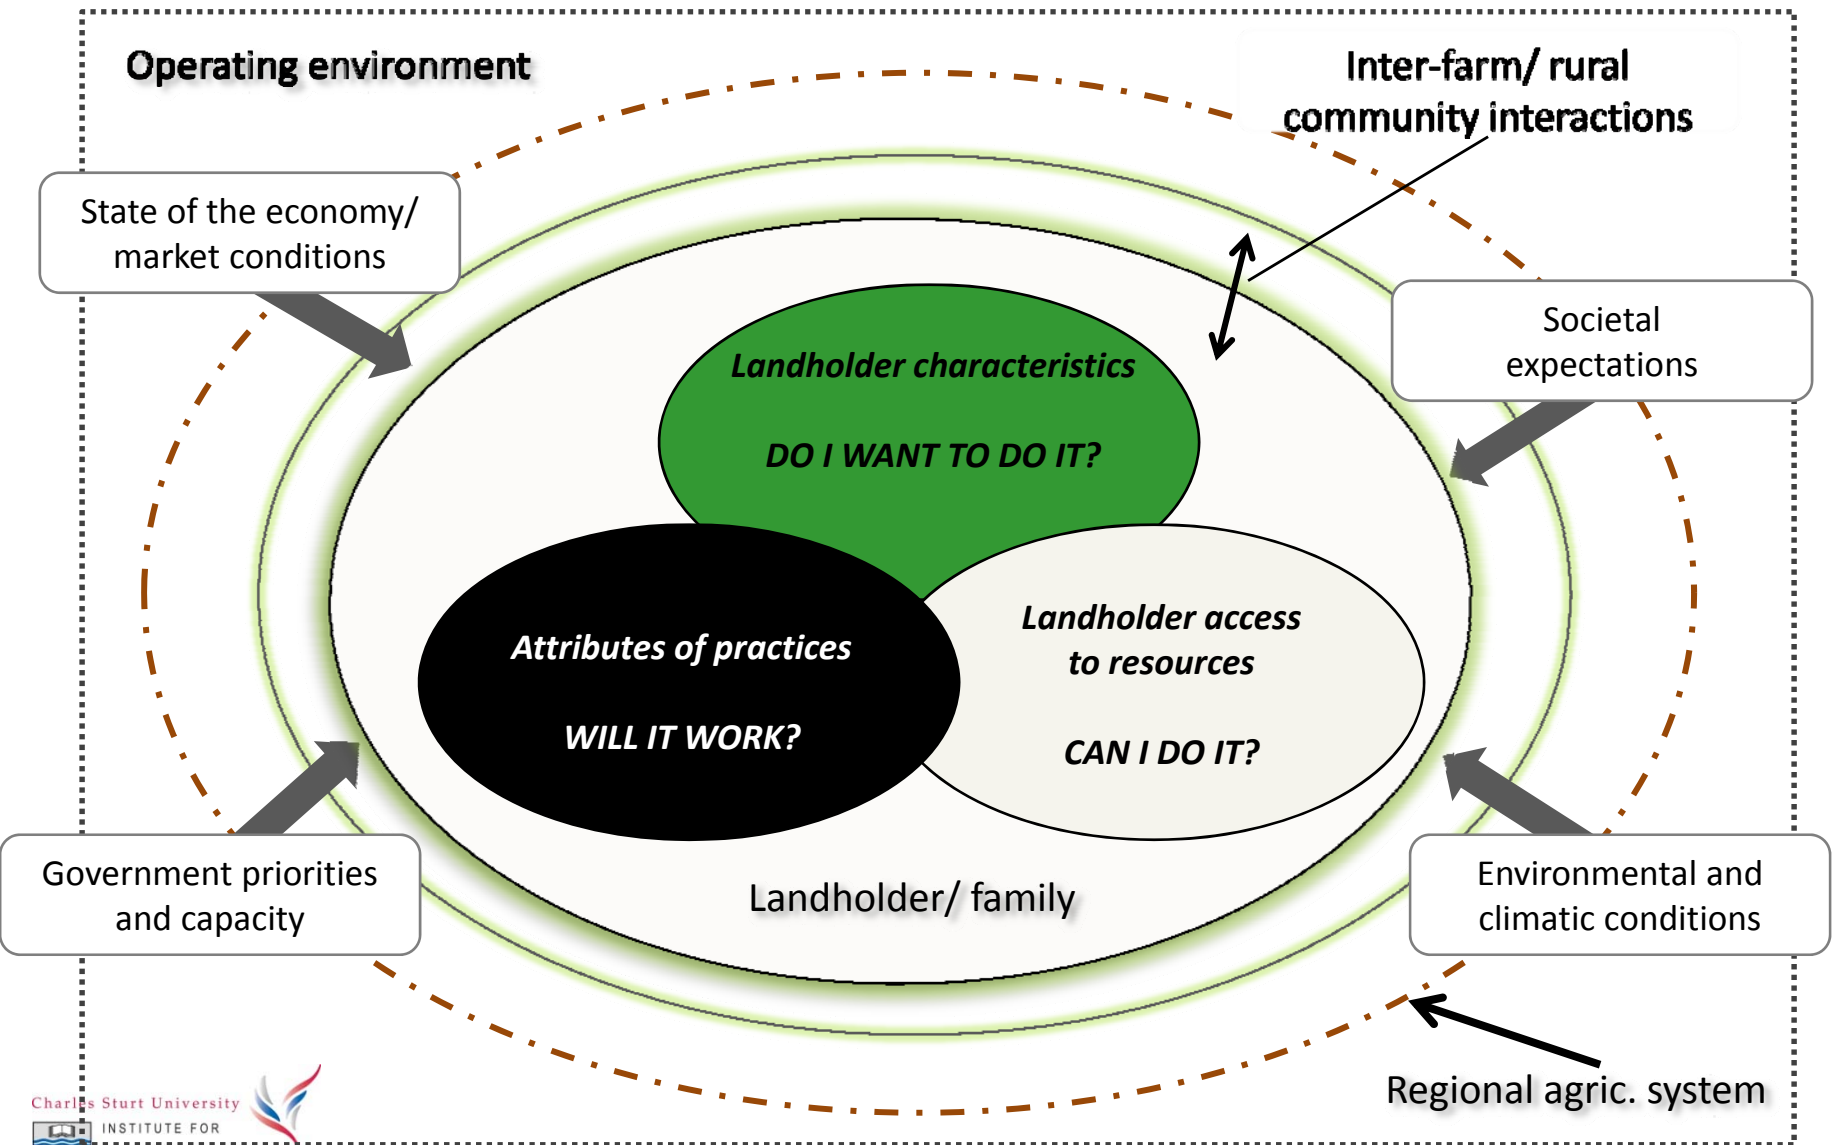 Operating environment
Inter-farm/ rural
community interactions
State of the economy/
market conditions
Societal
expectations
Landholder characteristics
DO I WANT TO DO IT?
Attributes of practices
WILL IT WORK?
Landholder access
to resources
CAN I DO IT?
Government priorities
and capacity
Landholder/ family
Environmental and
climatic conditions
Regional agric. system
Charles Sturt University
INSTITUTE FOR